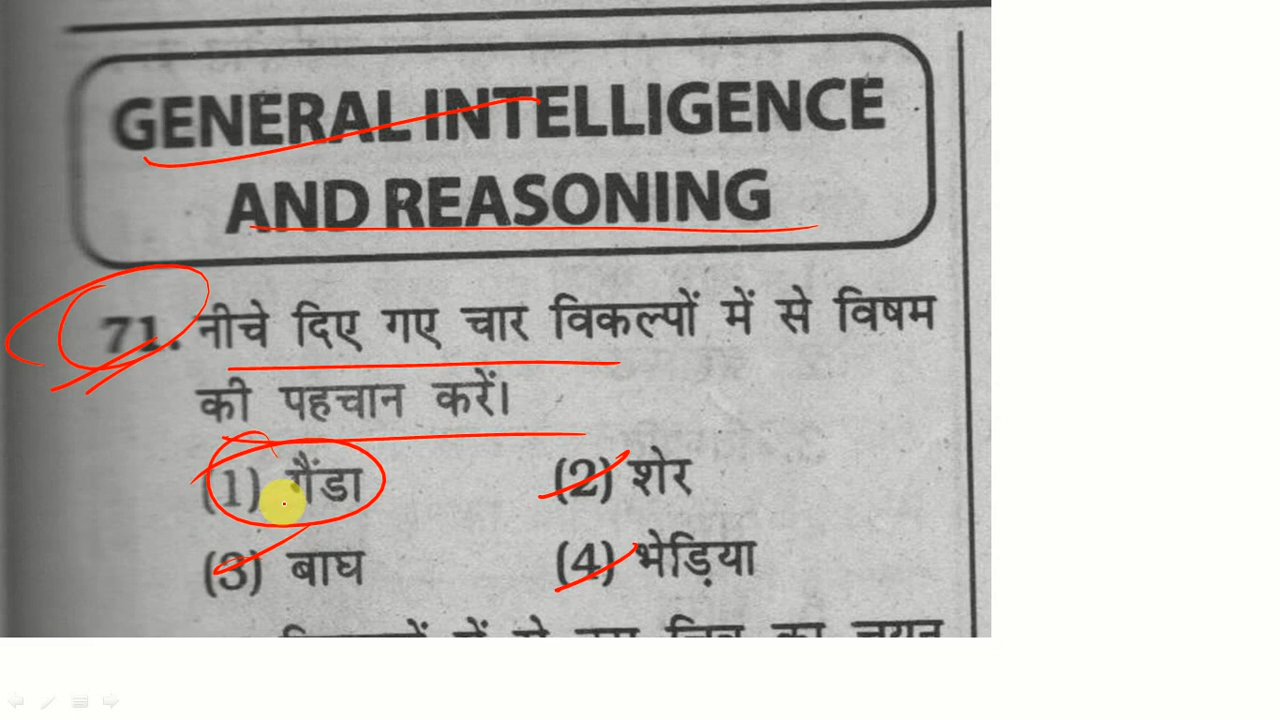 GENERAL INTELLIGENCE
AND REASONING
71. नीचे दिए गए चार विकल्पों में से विषम
की पहचान करें।
(1) गैंडा (2) शेर
(3) बाघ (4) भेड़िया